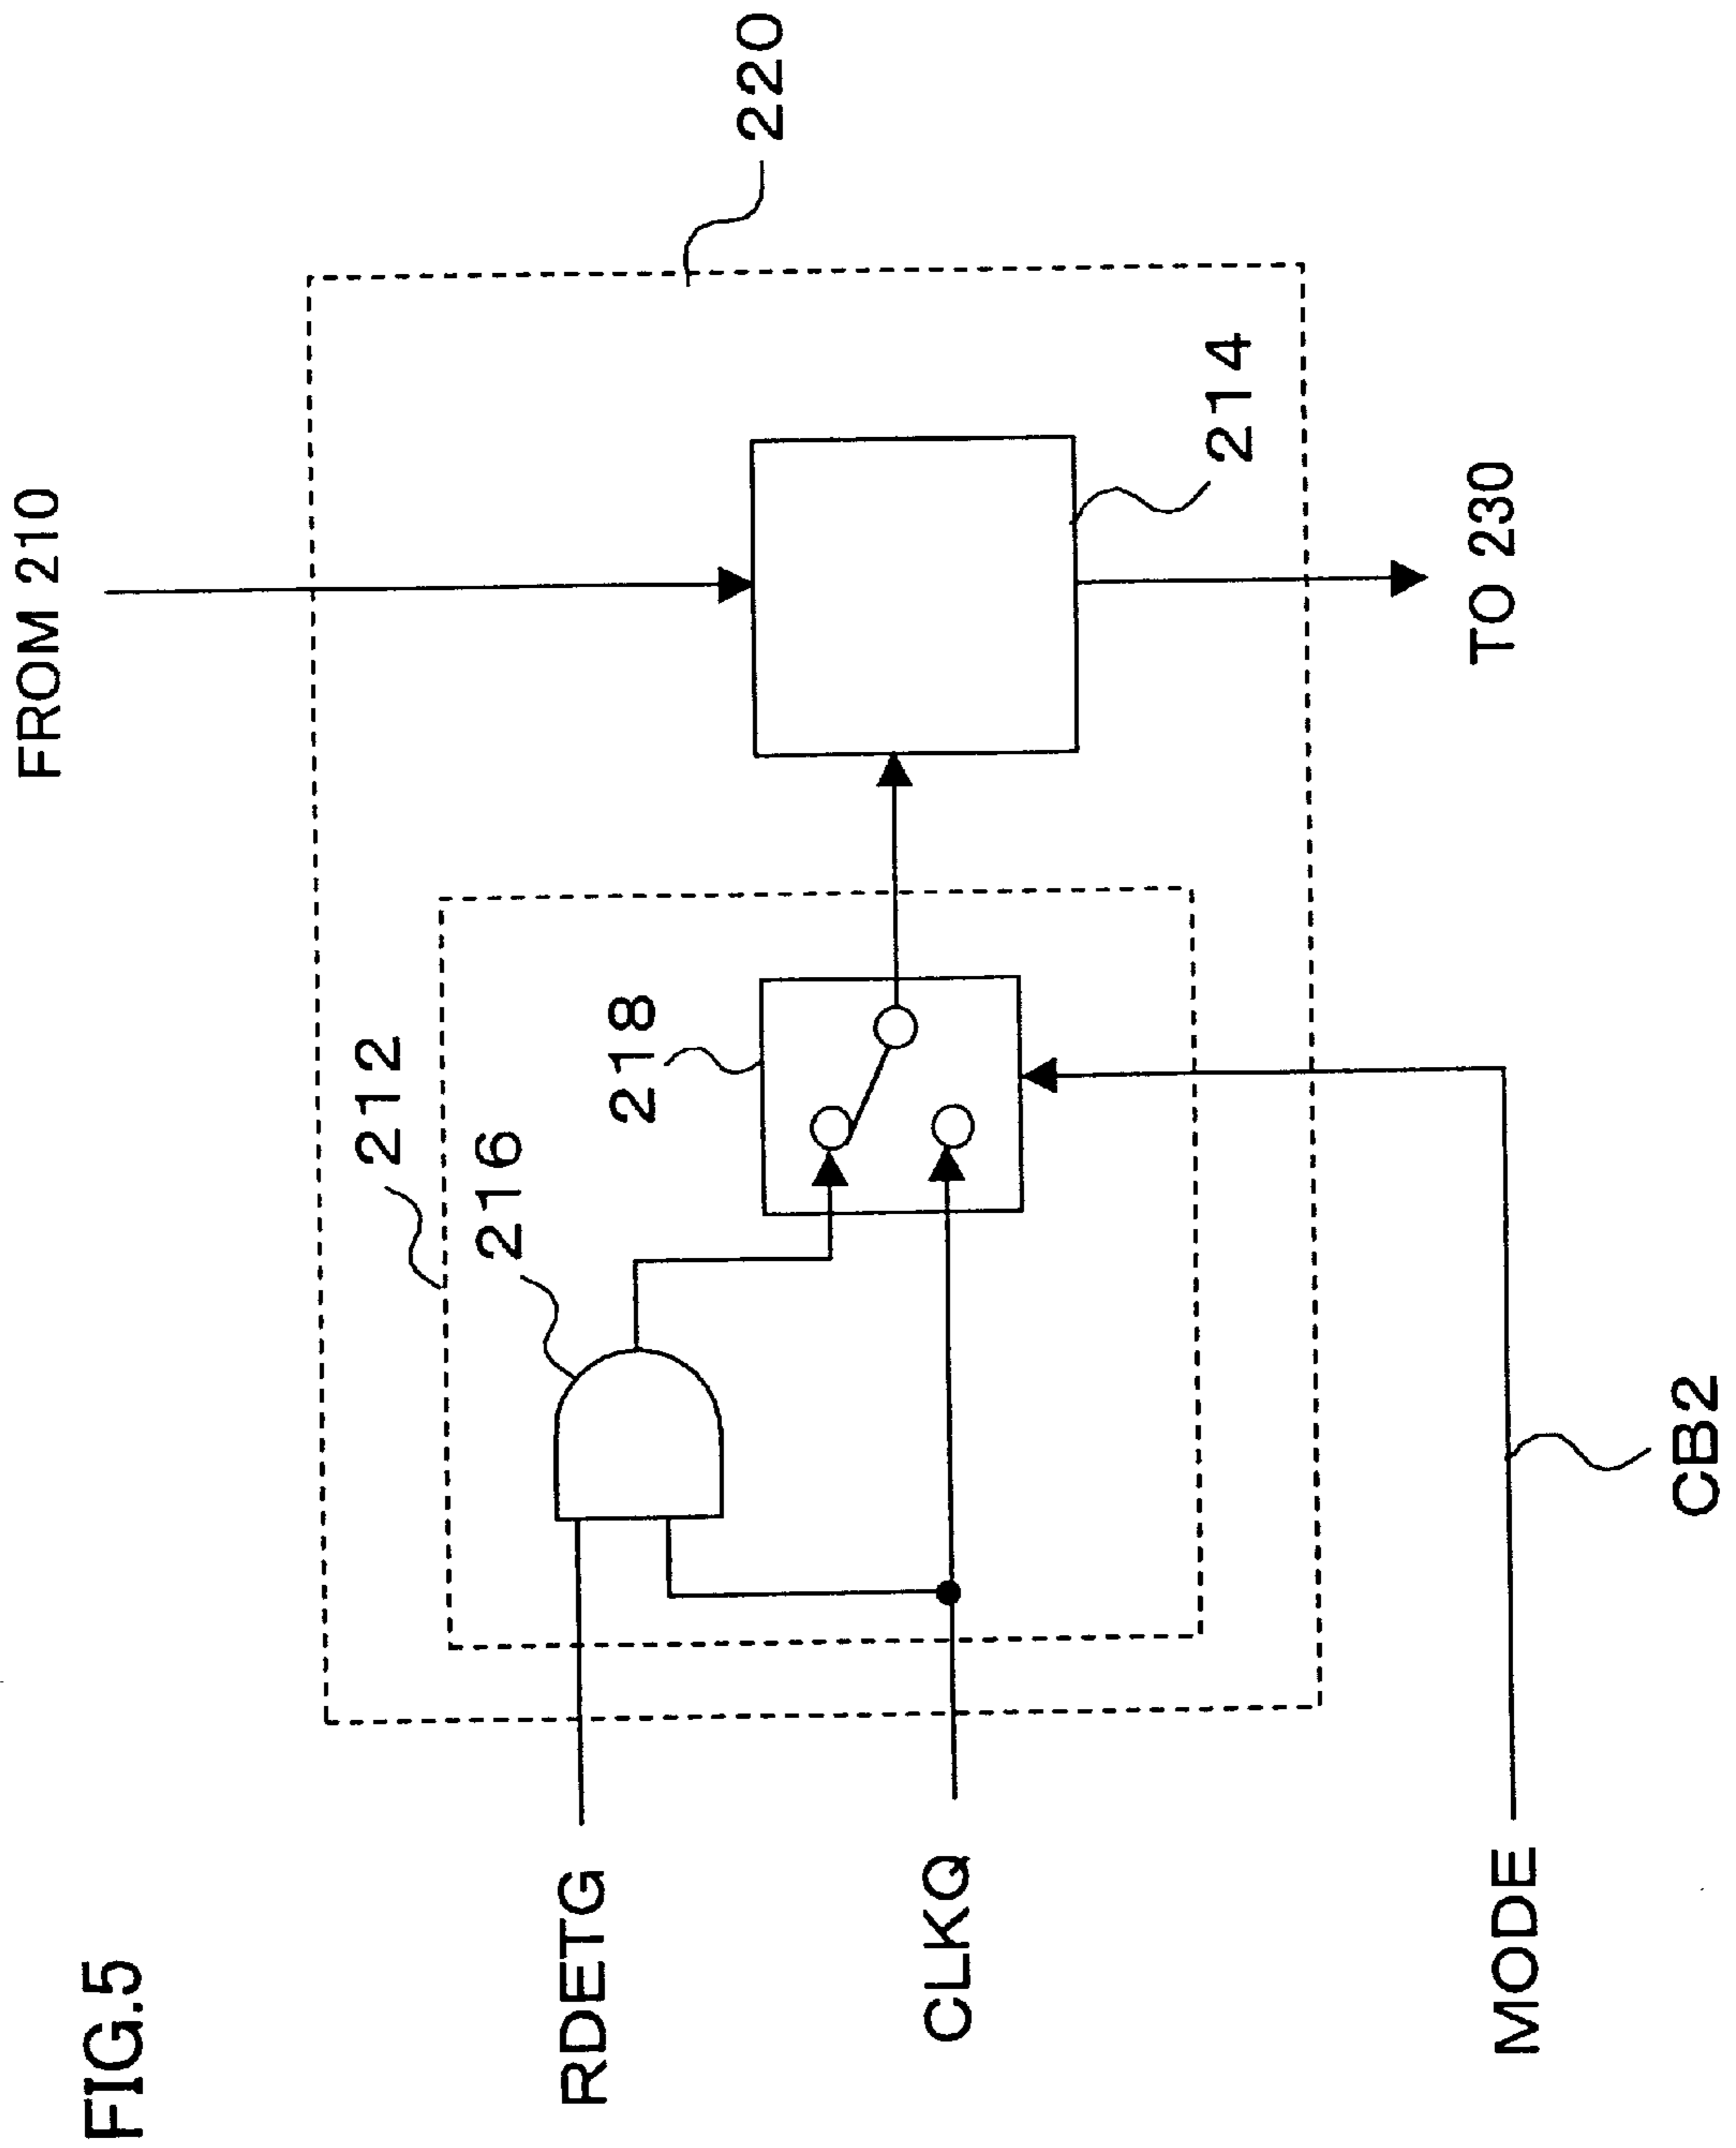 FIG.5
FROM 210
220
212
216
218
214
RDETG
CLKQ
MODE
CB2
TO 230